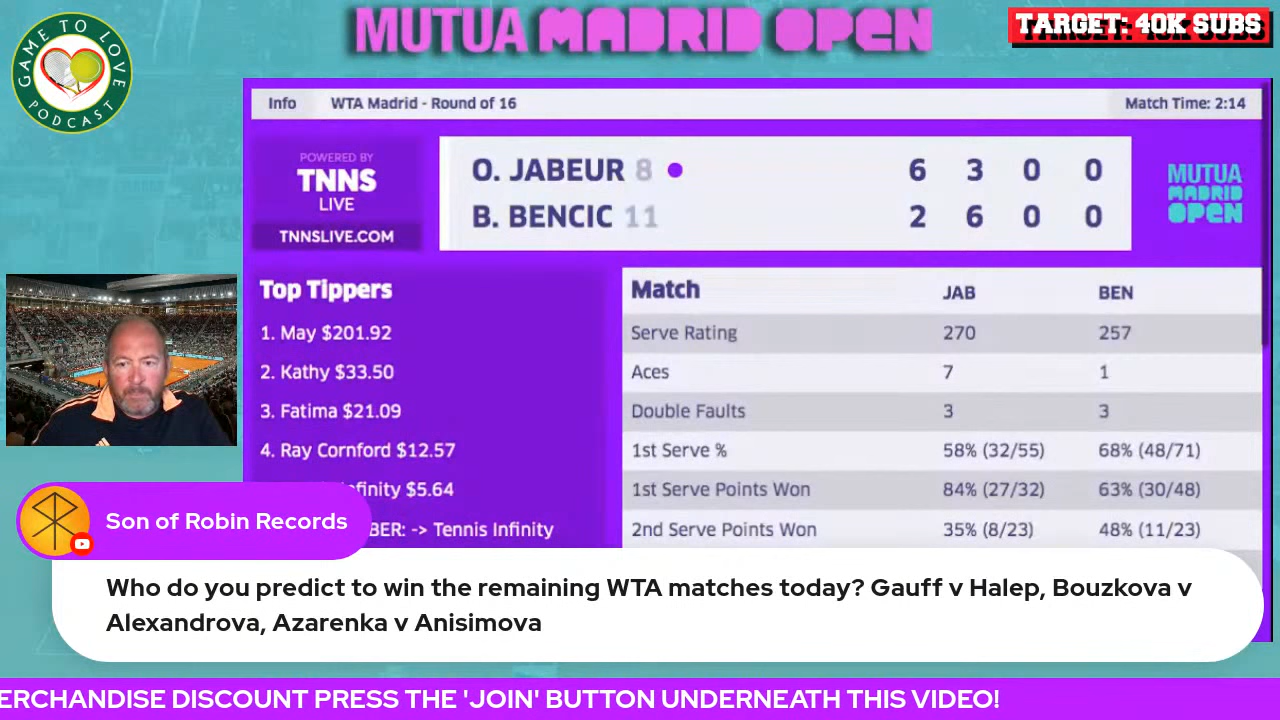 GAME TO LOVE
PODCAST
MUTUA MADRID OPEN
TARGET: 40K SUBS
Info WTA Madrid - Round of 16 Match Time: 2:14
POWERED BY
TNNS
LIVE
TNNSLIVE.COM
O. JABEUR 8 6 3 0 0
B. BENCIC 11 2 6 0 0
MUTUA
MADRID
OPEN
Top Tippers
1. May $201.92
2. Kathy $33.50
3. Fatima $21.09
4. Ray Cornford $12.57
finity $5.64
BER: -> Tennis Infinity
Match JAB BEN
Serve Rating 270 257
Aces 7 1
Double Faults 3 3
1st Serve % 58% (32/55) 68% (48/71)
1st Serve Points Won 84% (27/32) 63% (30/48)
2nd Serve Points Won 35% (8/23) 48% (11/23)
Son of Robin Records
Who do you predict to win the remaining WTA matches today? Gauff v Halep, Bouzkova v
Alexandrova, Azarenka v Anisimova
ERCHANDISE DISCOUNT PRESS THE 'JOIN' BUTTON UNDERNEATH THIS VIDEO!